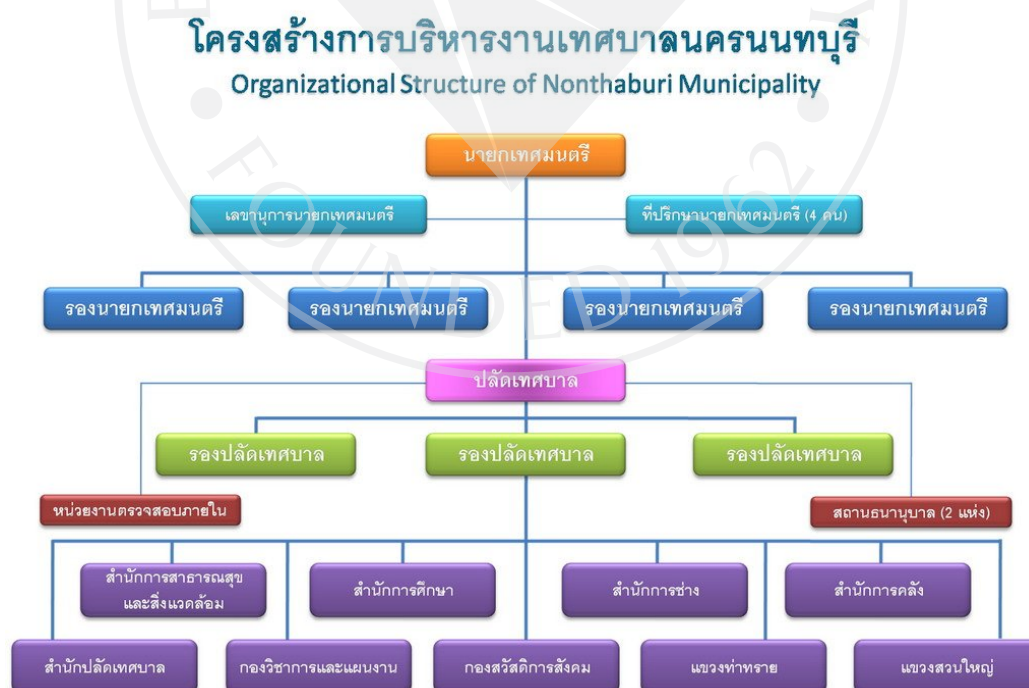 โครงสร้างการบริหารงานเทศบาลนครนนทบุรี
Organizational Structure of Nonthaburi Municipality
นายกเทศมนตรี
เลขานุการนายกเทศมนตรี
ที่ปรึกษานายกเทศมนตรี (4 คน)
รองนายกเทศมนตรี
รองนายกเทศมนตรี
รองนายกเทศมนตรี
รองนายกเทศมนตรี
ปลัดเทศบาล
รองปลัดเทศบาล
รองปลัดเทศบาล
รองปลัดเทศบาล
หน่วยงานตรวจสอบภายใน
สถานธนานุบาล (2 แห่ง)
สำนักการสาธารณสุข
และสิ่งแวดล้อม
สำนักการศึกษา
สำนักการช่าง
สำนักการคลัง
สำนักปลัดเทศบาล
กองวิชาการและแผนงาน
กองสวัสดิการสังคม
แขวงท่าทราย
แขวงสวนใหญ่
FOUNDED 1962